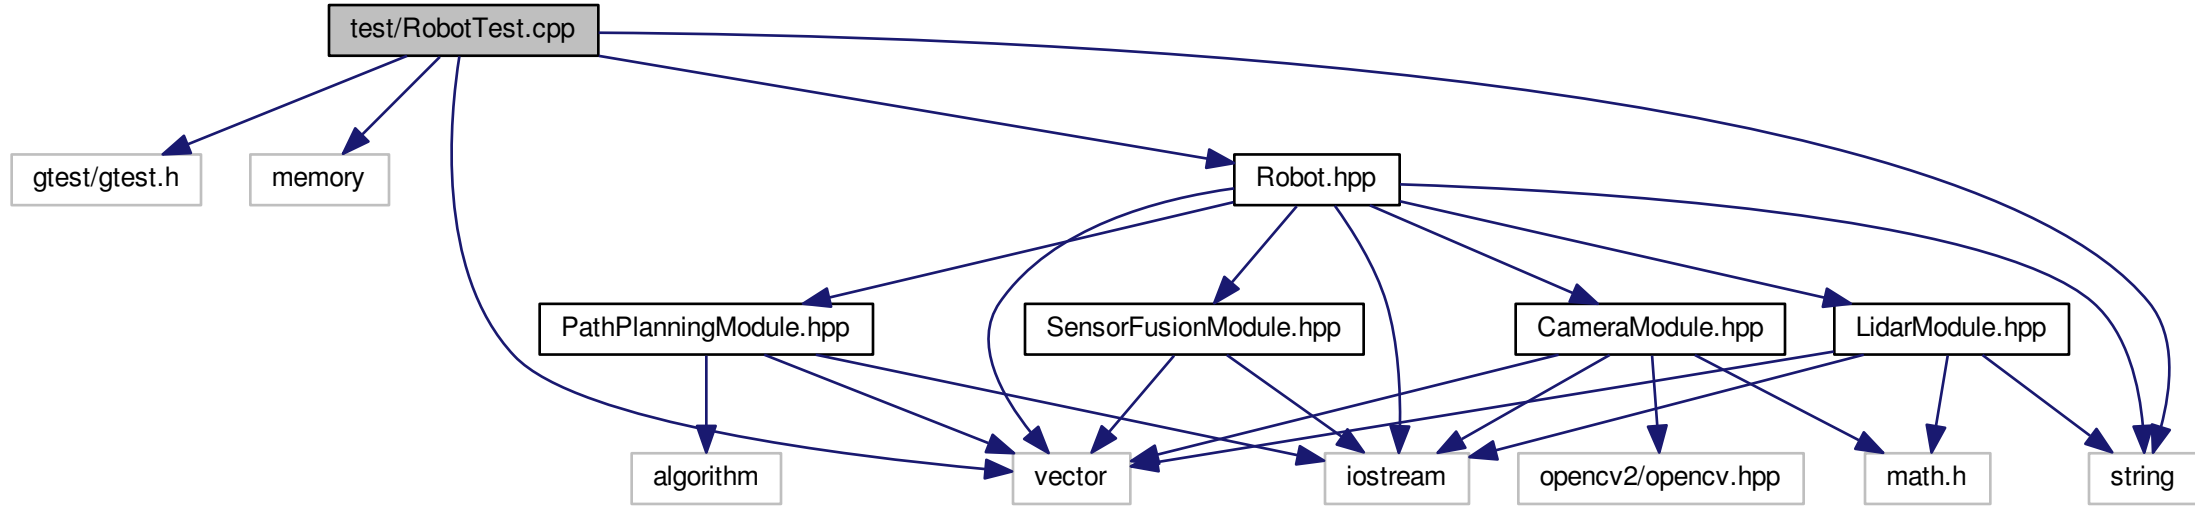 test/RobotTest.cpp
gtest/gtest.h
memory
Robot.hpp
PathPlanningModule.hpp
SensorFusionModule.hpp
CameraModule.hpp
LidarModule.hpp
algorithm
vector
iostream
opencv2/opencv.hpp
math.h
string